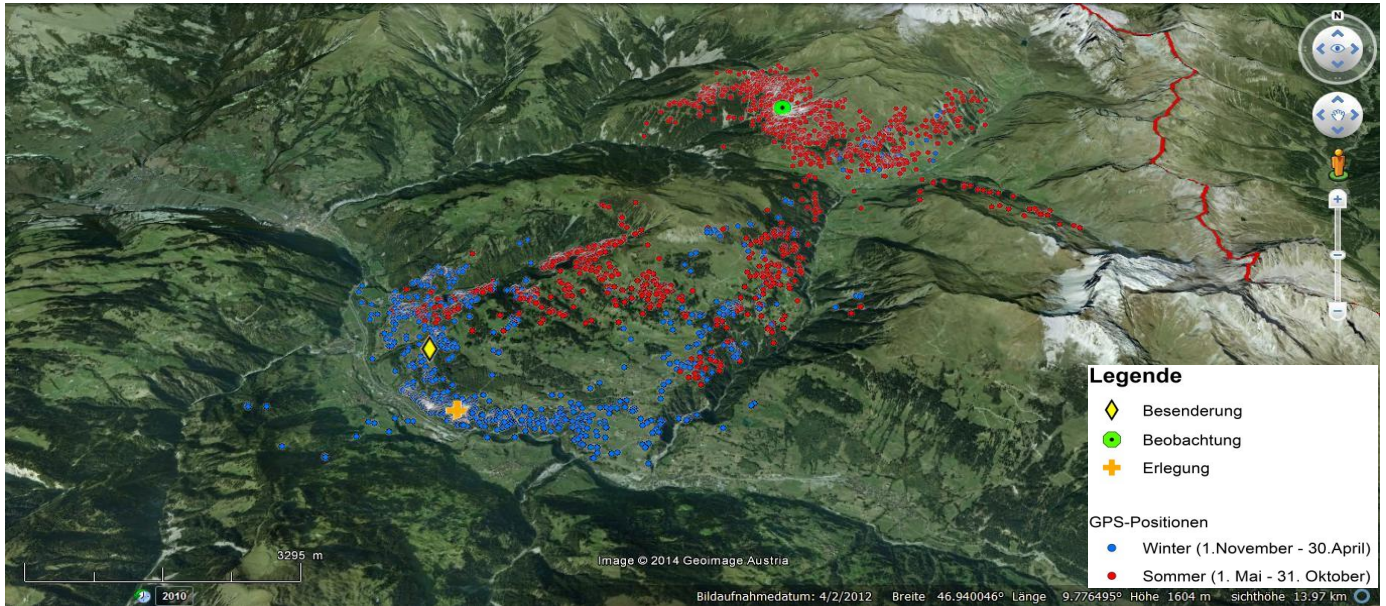 N
Legende
Besenderung
Beobachtung
Erlegung
GPS-Positionen
Winter (1.November - 30.April)
Sommer (1. Mai - 31. Oktober)
3295 m
Image © 2014 Geoimage Austria
2010
Bildaufnahmedatum: 4/2/2012 Breite 46.940046° Länge 9.776495° Höhe 1604 m sichthöhe 13.97 km